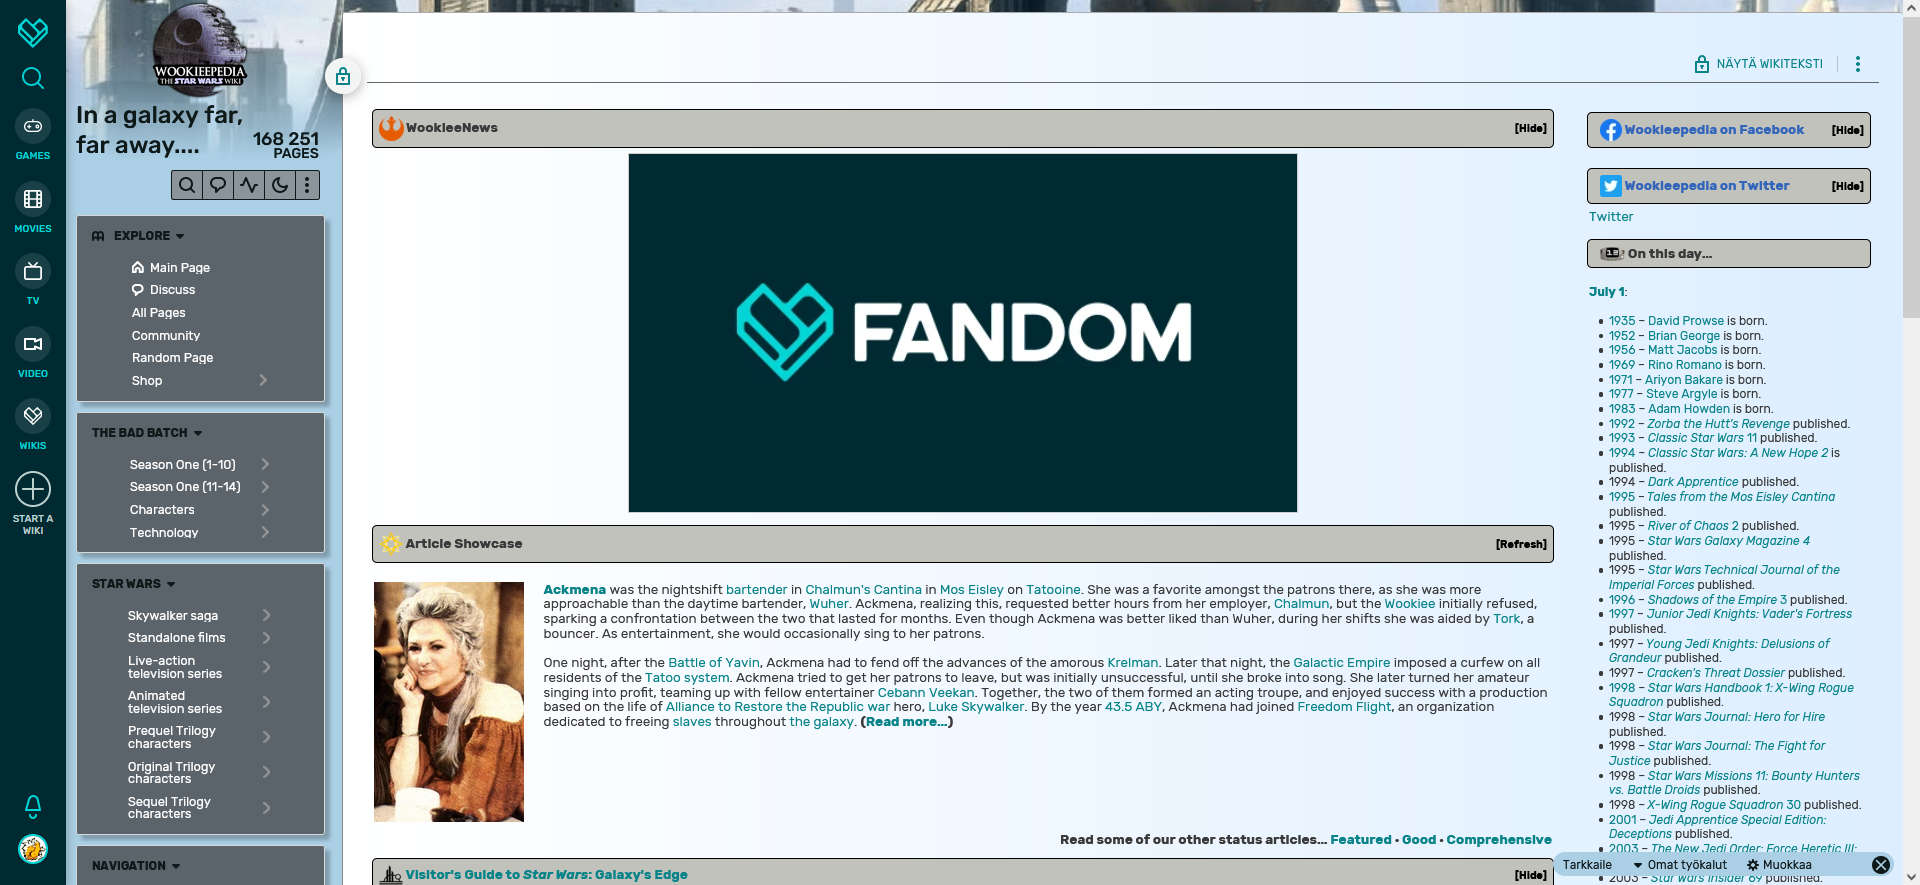 WOOKIEEPEDIA
THE STAR WARS WIKI
In a galaxy far,
far away....
168 251
PAGES
GAMES
MOVIES
TV
VIDEO
WIKIS
START A
WIKI
EXPLORE
Main Page
Discuss
All Pages
Community
Random Page
Shop
THE BAD BATCH
Season One (1-10)
Season One (11-14)
Characters
Technology
STAR WARS
Skywalker saga
Standalone films
Live-action
television series
Animated
television series
Prequel Trilogy
characters
Original Trilogy
characters
Sequel Trilogy
characters
NAVIGATION
NÄYTÄ WIKITEKSTI
WookieeNews
[Hide]
FANDOM
Article Showcase
[Refresh]
Ackmena was the nightshift bartender in Chalmun's Cantina in Mos Eisley on Tatooine. She was a favorite amongst the patrons there, as she was more
approachable than the daytime bartender, Wuher. Ackmena, realizing this, requested better hours from her employer, Chalmun, but the Wookiee initially refused,
sparking a confrontation between the two that lasted for months. Even though Ackmena was better liked than Wuher, during her shifts she was aided by Tork, a
bouncer. As entertainment, she would occasionally sing to her patrons.
One night, after the Battle of Yavin, Ackmena had to fend off the advances of the amorous Krelman. Later that night, the Galactic Empire imposed a curfew on all
residents of the Tatoo system. Ackmena tried to get her patrons to leave, but was initially unsuccessful, until she broke into song. She later turned her amateur
singing into profit, teaming up with fellow entertainer Cebann Veekan. Together, the two of them formed an acting troupe, and enjoyed success with a production
based on the life of Alliance to Restore the Republic war hero, Luke Skywalker. By the year 43.5 ABY, Ackmena had joined Freedom Flight, an organization
dedicated to freeing slaves throughout the galaxy. (Read more...)
Read some of our other status articles... Featured • Good • Comprehensive
Visitor's Guide to Star Wars: Galaxy's Edge
[Hide]
Wookieepedia on Facebook
[Hide]
Wookieepedia on Twitter
[Hide]
Twitter
On this day...
July 1:
1935 – David Prowse is born.
1952 – Brian George is born.
1956 – Matt Jacobs is born.
1969 – Rino Romano is born.
1971 – Ariyon Bakare is born.
1977 – Steve Argyle is born.
1983 – Adam Howden is born.
1992 – Zorba the Hutt's Revenge published.
1993 – Classic Star Wars 11 published.
1994 – Classic Star Wars: A New Hope 2 is
published.
1994 – Dark Apprentice published.
1995 – Tales from the Mos Eisley Cantina
published.
1995 – River of Chaos 2 published.
1995 – Star Wars Galaxy Magazine 4
published.
1995 – Star Wars Technical Journal of the
Imperial Forces published.
1996 – Shadows of the Empire 3 published.
1997 – Junior Jedi Knights: Vader's Fortress
published.
1997 – Young Jedi Knights: Delusions of
Grandeur published.
1997 – Cracken's Threat Dossier published.
1998 – Star Wars Handbook 1: X-Wing Rogue
Squadron published.
1998 – Star Wars Journal: Hero for Hire
published.
1998 – Star Wars Journal: The Fight for
Justice published.
1998 – Star Wars Missions 11: Bounty Hunters
vs. Battle Droids published.
1998 – X-Wing Rogue Squadron 30 published.
2001 – Jedi Apprentice Special Edition:
Deceptions published.
2003 – The New Jedi Order: Force Heretic III:
Tarkkaile
Omat työkalut
Muokkaa
2003 – Star Wars Insider 69 published.